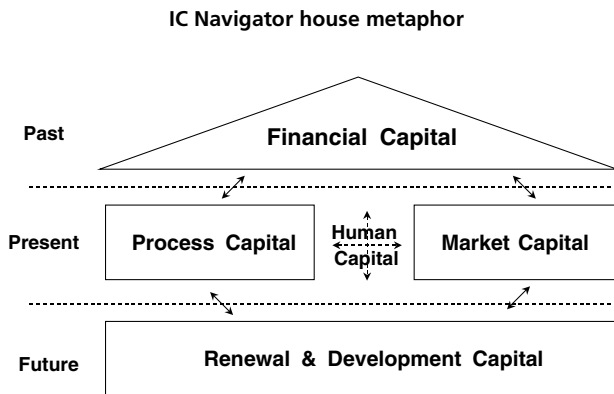 IC Navigator house metaphor
Past
Financial Capital
Present
Process Capital
Human
Capital
Market Capital
Future
Renewal & Development Capital